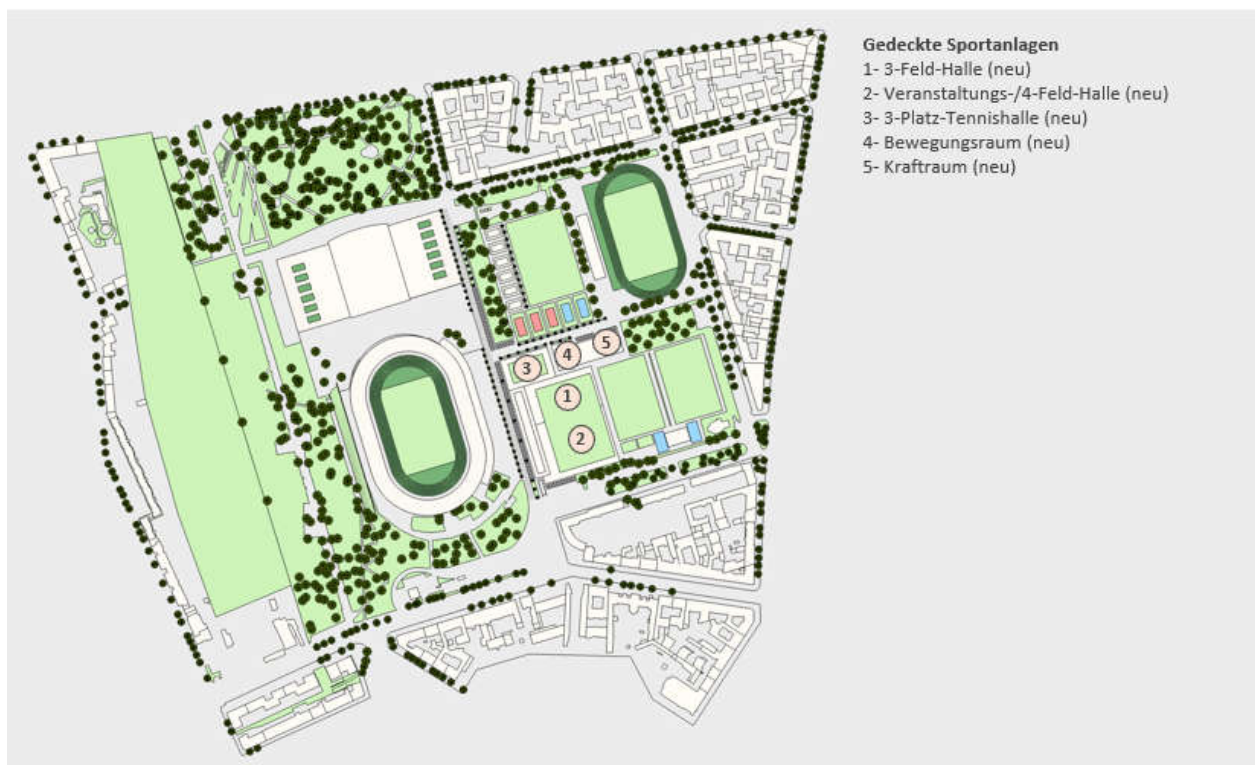 Gedeckte Sportanlagen
1- 3-Feld-Halle (neu)
2- Veranstaltungs-/4-Feld-Halle (neu)
3- 3-Platz-Tennishalle (neu)
4- Bewegungsraum (neu)
5- Kraftraum (neu)
5
4
3
1
2